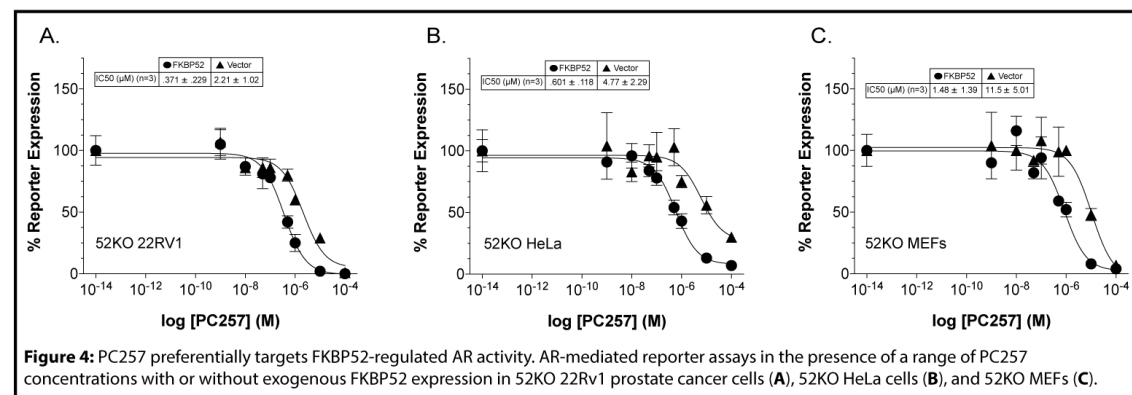 A.
● FKBP52 ▲ Vector
IC50 (µM) (n=3) .371 ± .229 2.21 ± 1.02
% Reporter Expression
150
100
50
0
52KO 22RV1
10-14 10-12 10-10 10-8 10-6 10-4
log [PC257] (M)
B.
● FKBP52 ▲ Vector
IC50 (µM) (n=3) .601 ± .118 4.77 ± 2.29
% Reporter Expression
150
100
50
0
52KO HeLa
10-14 10-12 10-10 10-8 10-6 10-4
log [PC257] (M)
C.
● FKBP52 ▲ Vector
IC50 (µM) (n=3) 1.48 ± 1.39 11.5 ± 5.01
% Reporter Expression
150
100
50
0
52KO MEFs
10-14 10-12 10-10 10-8 10-6 10-4
log [PC257] (M)
Figure 4: PC257 preferentially targets FKBP52-regulated AR activity. AR-mediated reporter assays in the presence of a range of PC257
concentrations with or without exogenous FKBP52 expression in 52KO 22Rv1 prostate cancer cells (A), 52KO HeLa cells (B), and 52KO MEFs (C).